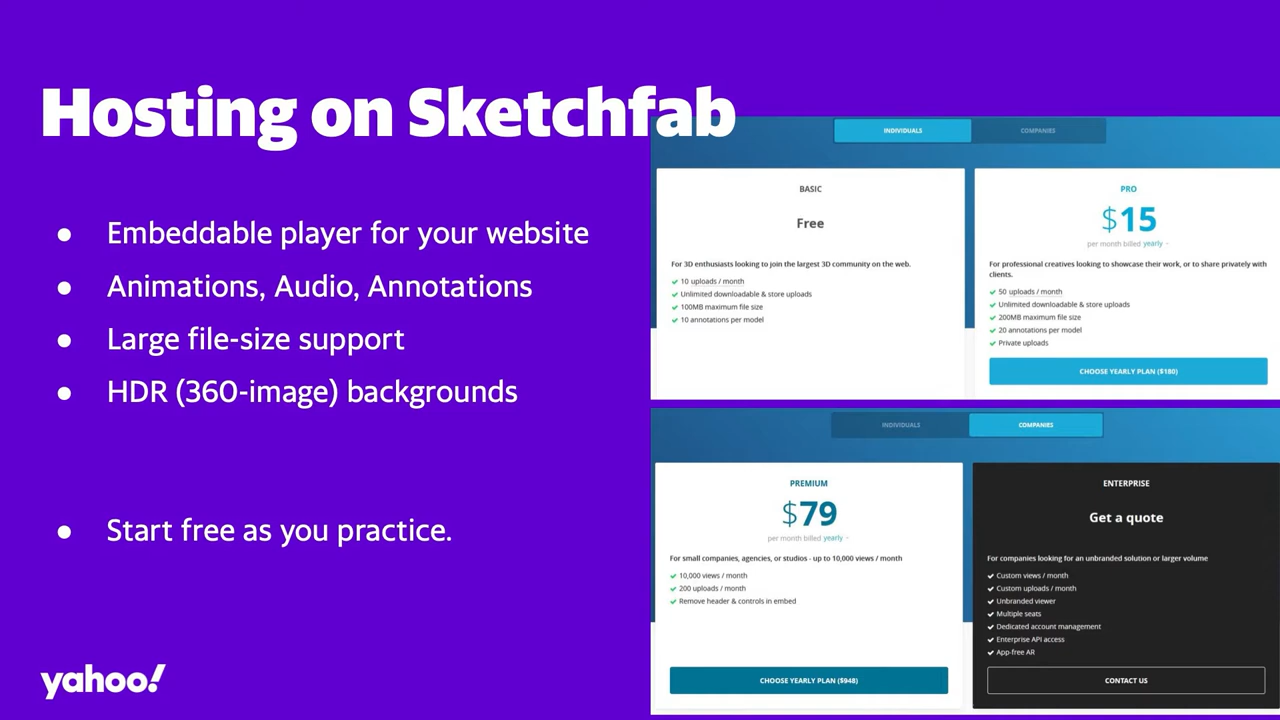 Hosting on Sketchfab
● Embeddable player for your website
● Animations, Audio, Annotations
● Large file-size support
● HDR (360-image) backgrounds
● Start free as you practice.
yahoo!
INDIVIDUALS
COMPANIES
BASIC
Free
For 3D enthusiasts looking to join the largest 3D community on the web.
✔ 10 uploads / month
✔ Unlimited downloadable & store uploads
✔ 100MB maximum file size
✔ 10 annotations per model
PRO
$15
per month billed yearly
For professional creatives looking to showcase their work, or to share privately with
clients.
✔ 50 uploads / month
✔ Unlimited downloadable & store uploads
✔ 200MB maximum file size
✔ 20 annotations per model
✔ Private uploads
CHOOSE YEARLY PLAN ($180)
INDIVIDUALS
COMPANIES
PREMIUM
$79
per month billed yearly
For small companies, agencies, or studios - up to 10,000 views / month
✔ 10,000 views / month
✔ 200 uploads / month
✔ Remove header & controls in embed
CHOOSE YEARLY PLAN ($948)
ENTERPRISE
Get a quote
For companies looking for an unbranded solution or larger volume
✔ Custom views / month
✔ Custom uploads / month
✔ Unbranded viewer
✔ Multiple seats
✔ Dedicated account management
✔ Enterprise API access
✔ App-free AR
CONTACT US